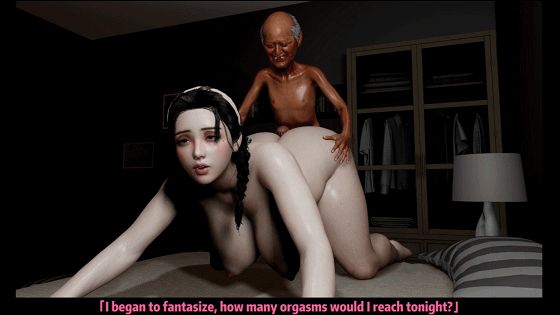 「I began to fantasize, how many orgasms would I reach tonight?」